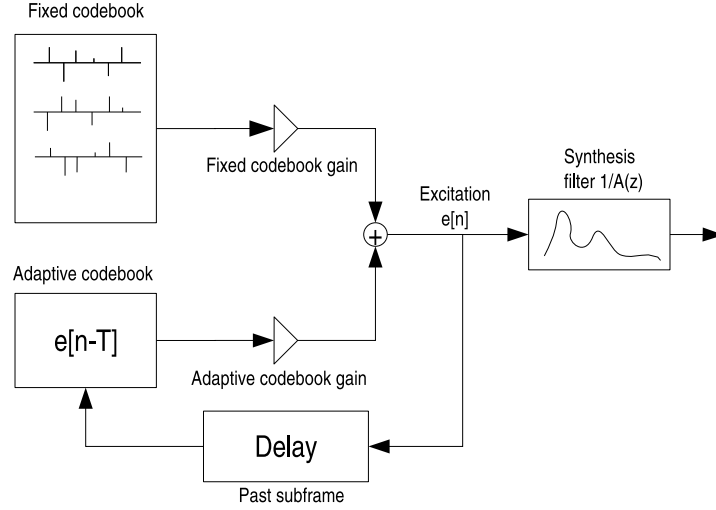 Fixed codebook
Fixed codebook gain
Synthesis
filter 1/A(z)
Excitation
e[n]
+
Adaptive codebook
e[n-T]
Adaptive codebook gain
Delay
Past subframe